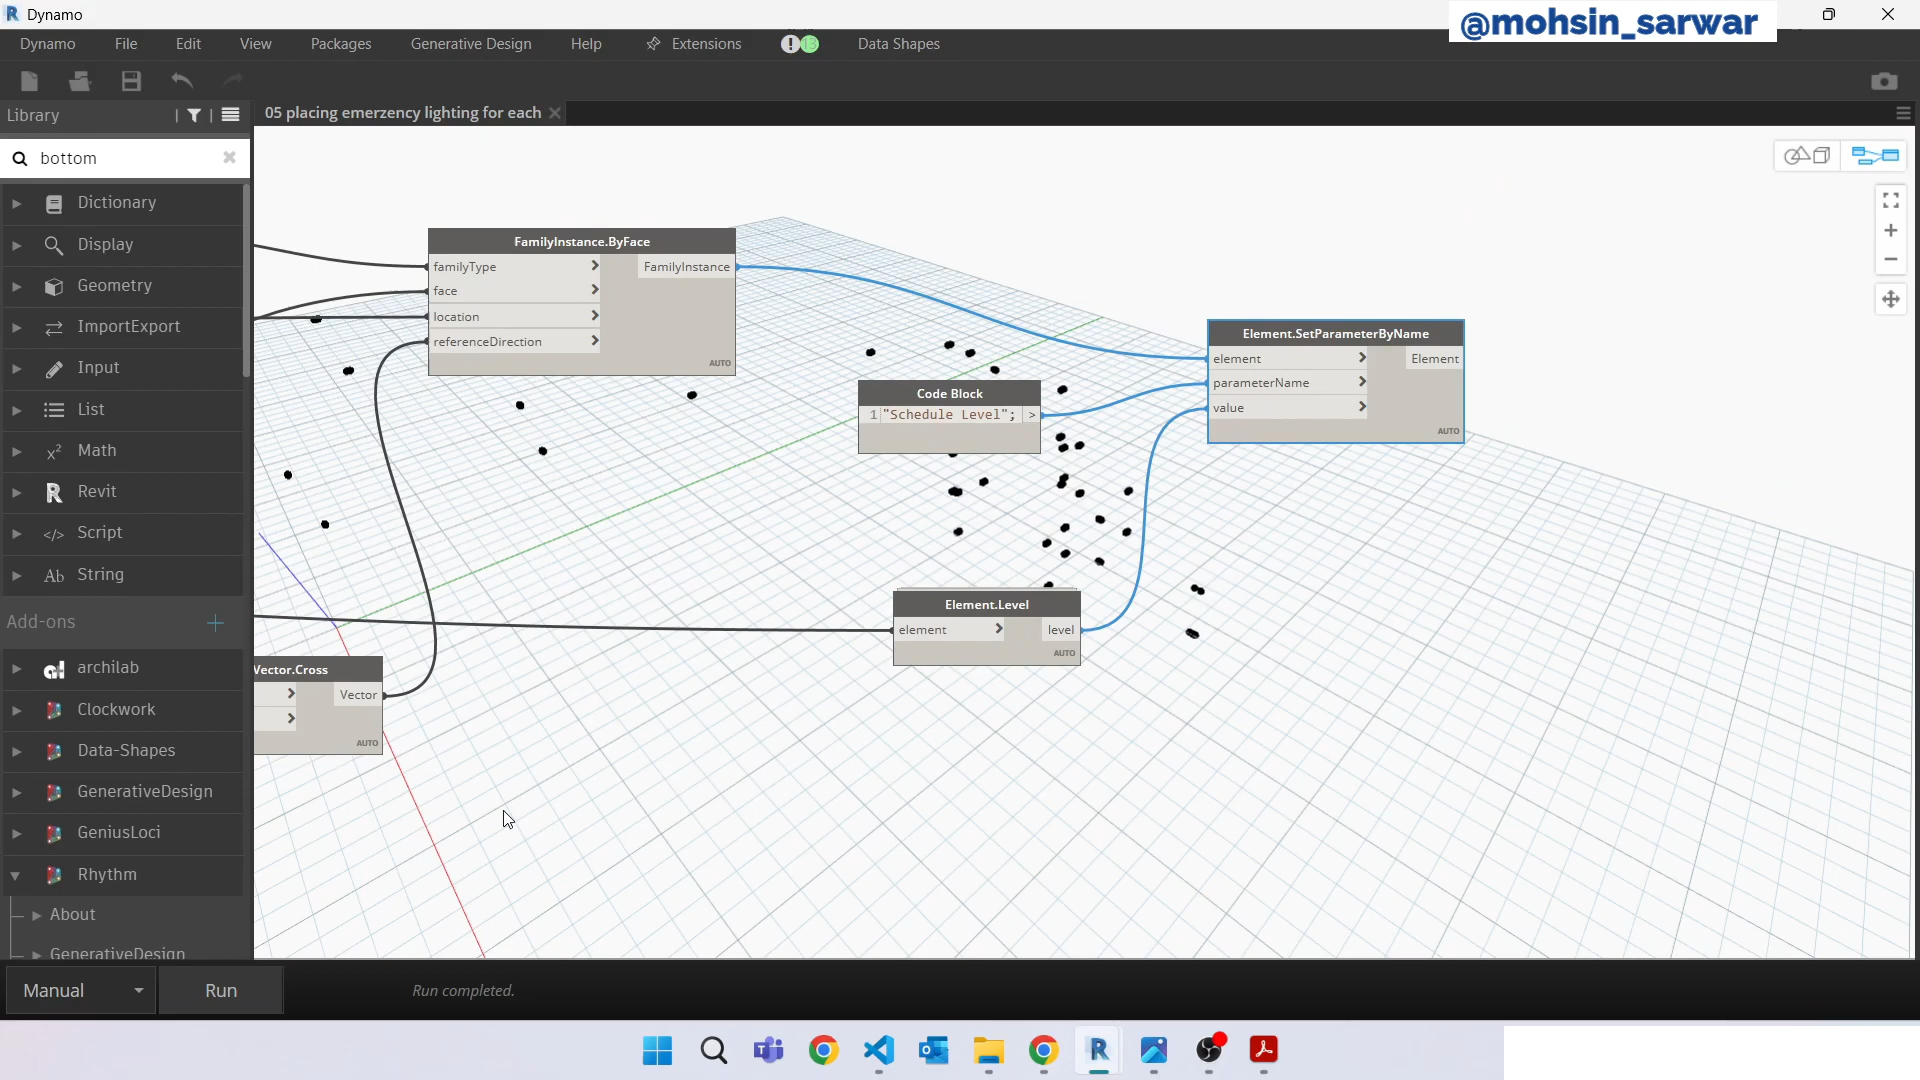 Dynamo
@mohsin_sarwar
Dynamo File Edit View Packages Generative Design Help Extensions Data Shapes
Library
05 placing emerzency lighting for each
bottom
Dictionary
Display
Geometry
ImportExport
Input
List
Math
Revit
Script
String
Add-ons
archilab
Clockwork
Data-Shapes
GenerativeDesign
GeniusLoci
Rhythm
About
GenerativeDesign
FamilyInstance.ByFace
familyType > FamilyInstance
face >
location >
referenceDirection >
AUTO
Code Block
1 "Schedule Level"; >
Element.SetParameterByName
element > Element
parameterName >
value >
AUTO
Element.Level
element > level
AUTO
Vector.Cross
> Vector
>
AUTO
Manual Run Run completed.